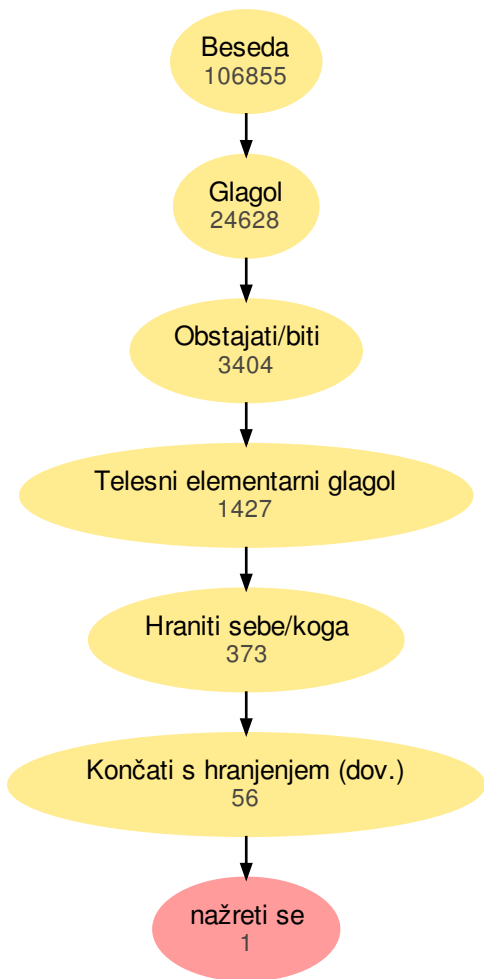 Beseda
106855
Glagol
24628
Obstajati/biti
3404
Telesni elementarni glagol
1427
Hraniti sebe/koga
373
Končati s hranjenjem (dov.)
56
nažreti se
1